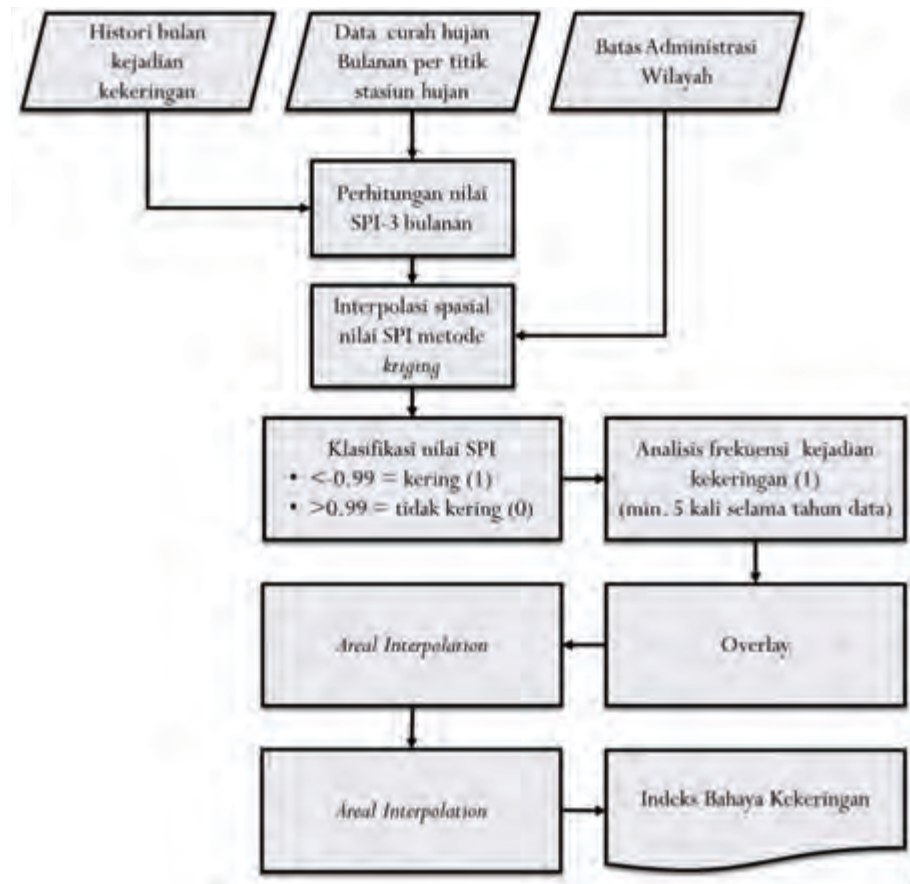 Histori bulan
kejadian
kekeringan
Data curah hujan
Bulanan per titik
stasiun hujan
Batas Administrasi
Wilayah
Perhitungan nilai
SPI-3 bulanan
Interpolasi spasial
nilai SPI metode
kriging
Klasifikasi nilai SPI
• <-0.99 = kering (1)
• >0.99 = tidak kering (0)
Analisis frekuensi kejadian
kekeringan (1)
(min. 5 kali selama tahun data)
Areal Interpolation
Overlay
Areal Interpolation
Indeks Bahaya Kekeringan